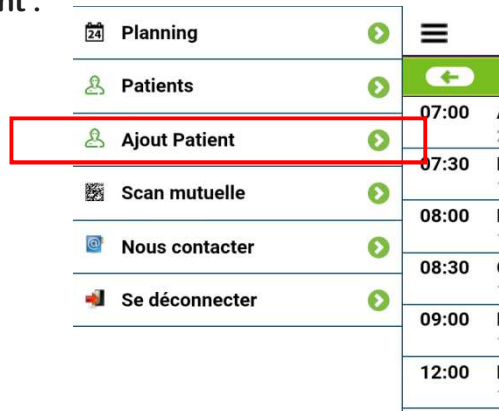 nt :
24 Planning
Patients
Ajout Patient
Scan mutuelle
Nous contacter
Se déconnecter
07:00
07:30
08:00
08:30
09:00
12:00